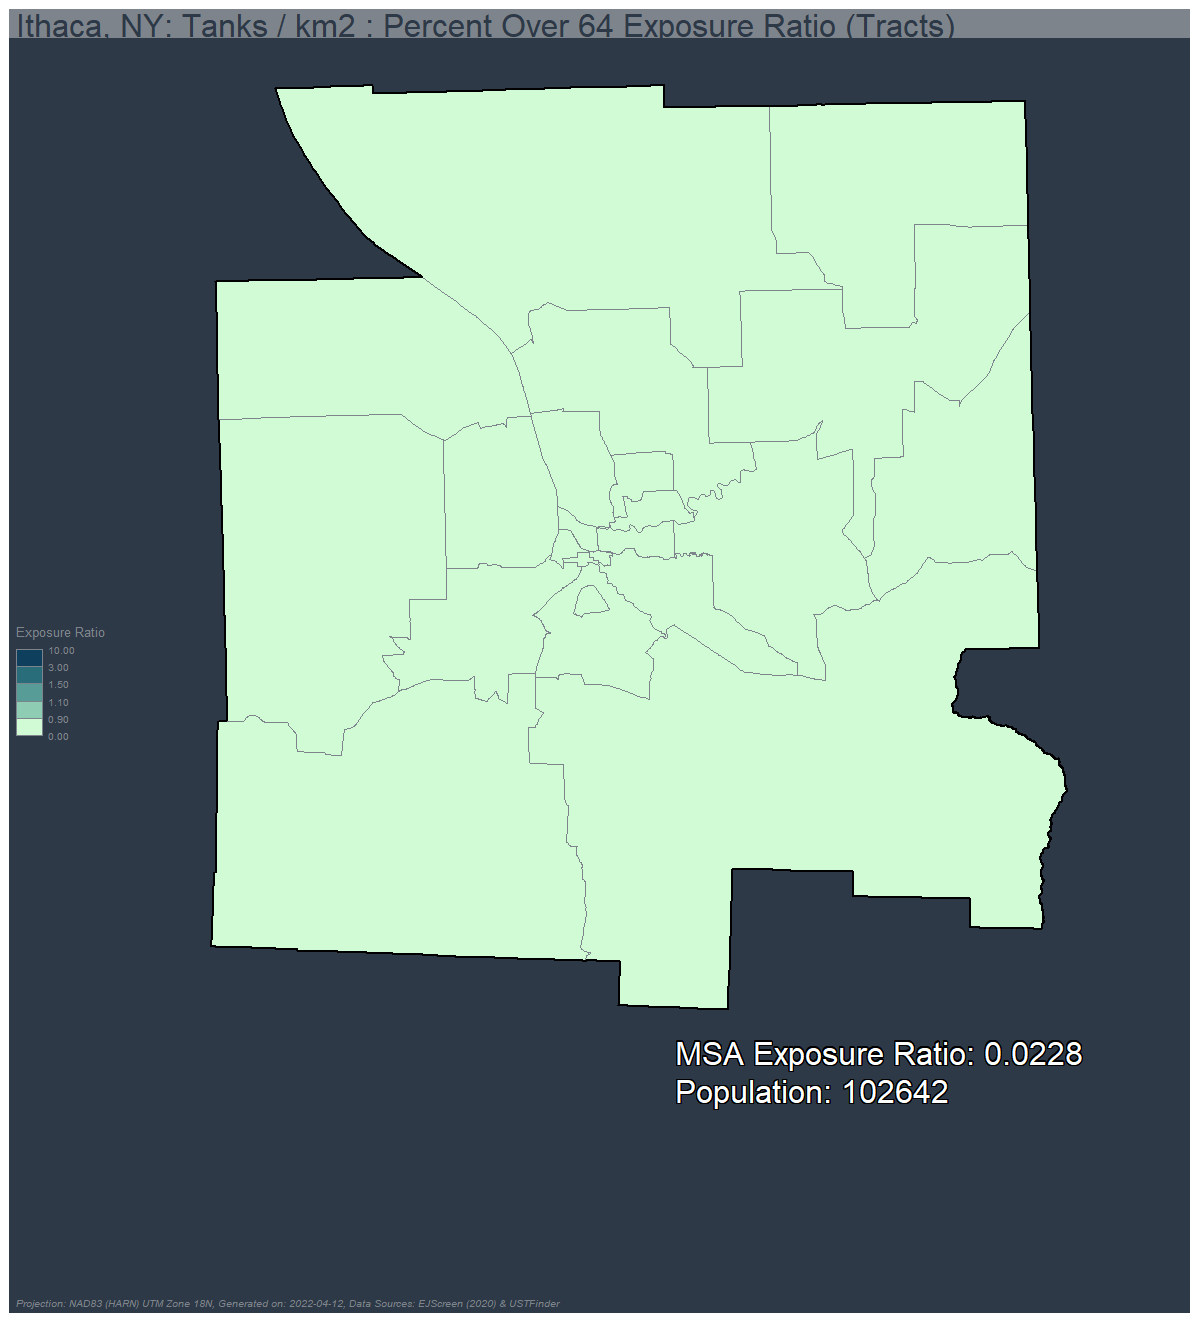 Ithaca, NY: Tanks / km2 : Percent Over 64 Exposure Ratio (Tracts)
Exposure Ratio
10.00
3.00
1.50
1.10
0.90
0.00
MSA Exposure Ratio: 0.0228
Population: 102642
Projection: NAD83 (HARN) UTM Zone 18N, Generated on: 2022-04-12, Data Sources: EJScreen (2020) & USTFinder